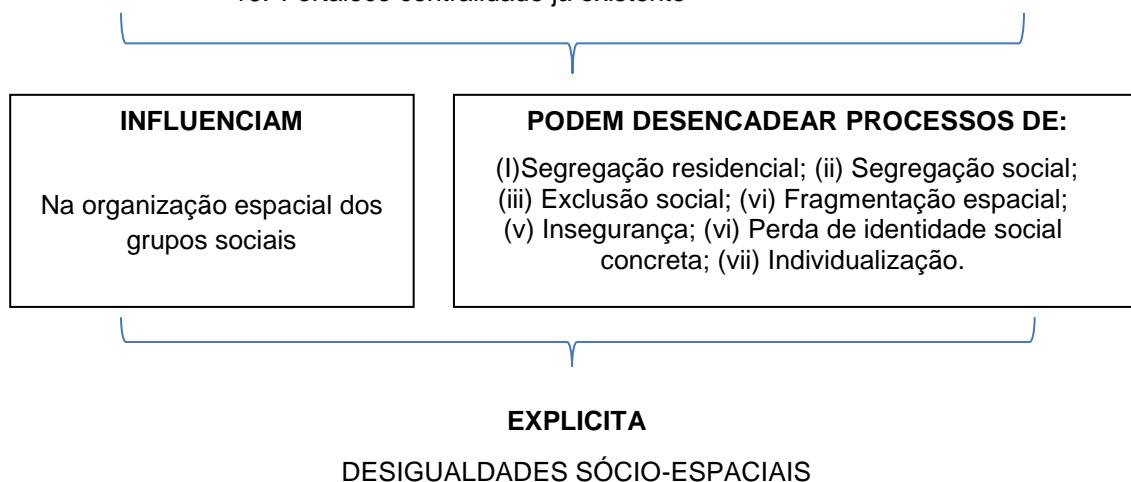 INFLUENCIAM
Na organização espacial dos
grupos sociais
PODEM DESENCADEAR PROCESSOS DE:
(I)Segregação residencial; (ii) Segregação social;
(iii) Exclusão social; (vi) Fragmentação espacial;
(v) Insegurança; (vi) Perda de identidade social
concreta; (vii) Individualização.
EXPLICITA
DESIGUALDADES SÓCIO-ESPACIAIS